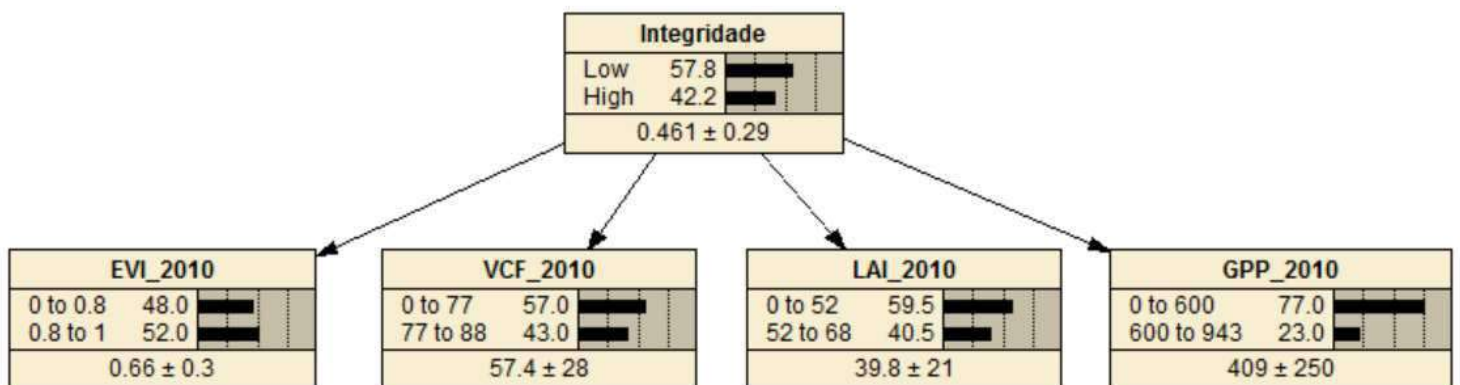 Integridade
Low 57.8
High 42.2
0.461 ± 0.29
EVI_2010
0 to 0.8 48.0
0.8 to 1 52.0
0.66 ± 0.3
VCF_2010
0 to 77 57.0
77 to 88 43.0
57.4 ± 28
LAI_2010
0 to 52 59.5
52 to 68 40.5
39.8 ± 21
GPP_2010
0 to 600 77.0
600 to 943 23.0
409 ± 250